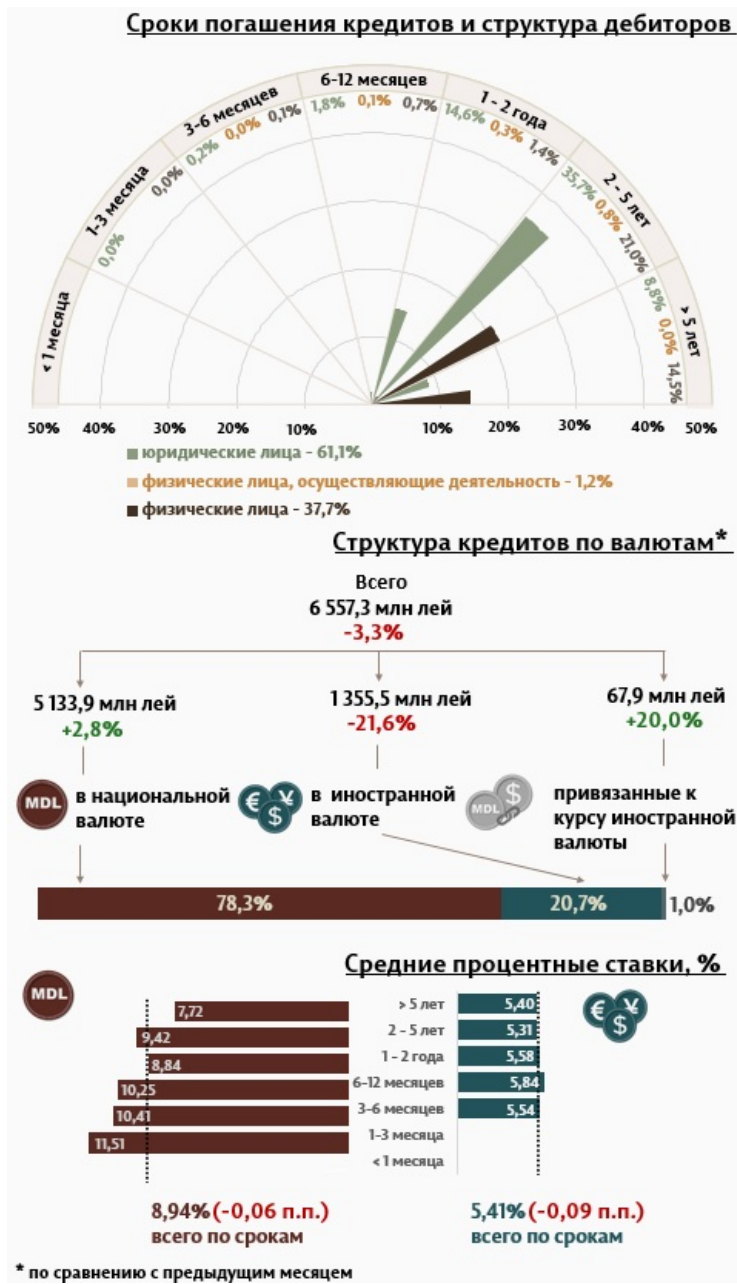 Сроки погашения кредитов и структура дебиторов
< 1 месяца
1-3 месяца
3-6 месяцев
6-12 месяцев
1 - 2 года
2 - 5 лет
> 5 лет
0,0%
0,0%
0,2%
0,0%
0,1%
1,8%
0,1%
0,7%
14,6%
0,3%
1,4%
35,7%
0,8%
21,0%
8,8%
0,0%
14,5%
50% 40% 30% 20% 10% 10% 20% 30% 40% 50%
юридические лица - 61,1%
физические лица, осуществляющие деятельность - 1,2%
физические лица - 37,7%
Структура кредитов по валютам*
Всего
6 557,3 млн лей
-3,3%
5 133,9 млн лей
+2,8%
1 355,5 млн лей
-21,6%
67,9 млн лей
+20,0%
MDL
в национальной
валюте
€ ¥ $
в иностранной
валюте
MDL $
привязанные к
курсу иностранной
валюты
78,3% 20,7% 1,0%
Средние процентные ставки, %
MDL
€ ¥ $
7,72 > 5 лет 5,40
9,42 2 - 5 лет 5,31
8,84 1 - 2 года 5,58
10,25 6-12 месяцев 5,84
10,41 3-6 месяцев 5,54
11,51 1-3 месяца
< 1 месяца
8,94% (-0,06 п.п.)
всего по срокам
5,41% (-0,09 п.п.)
всего по срокам
* по сравнению с предыдущим месяцем